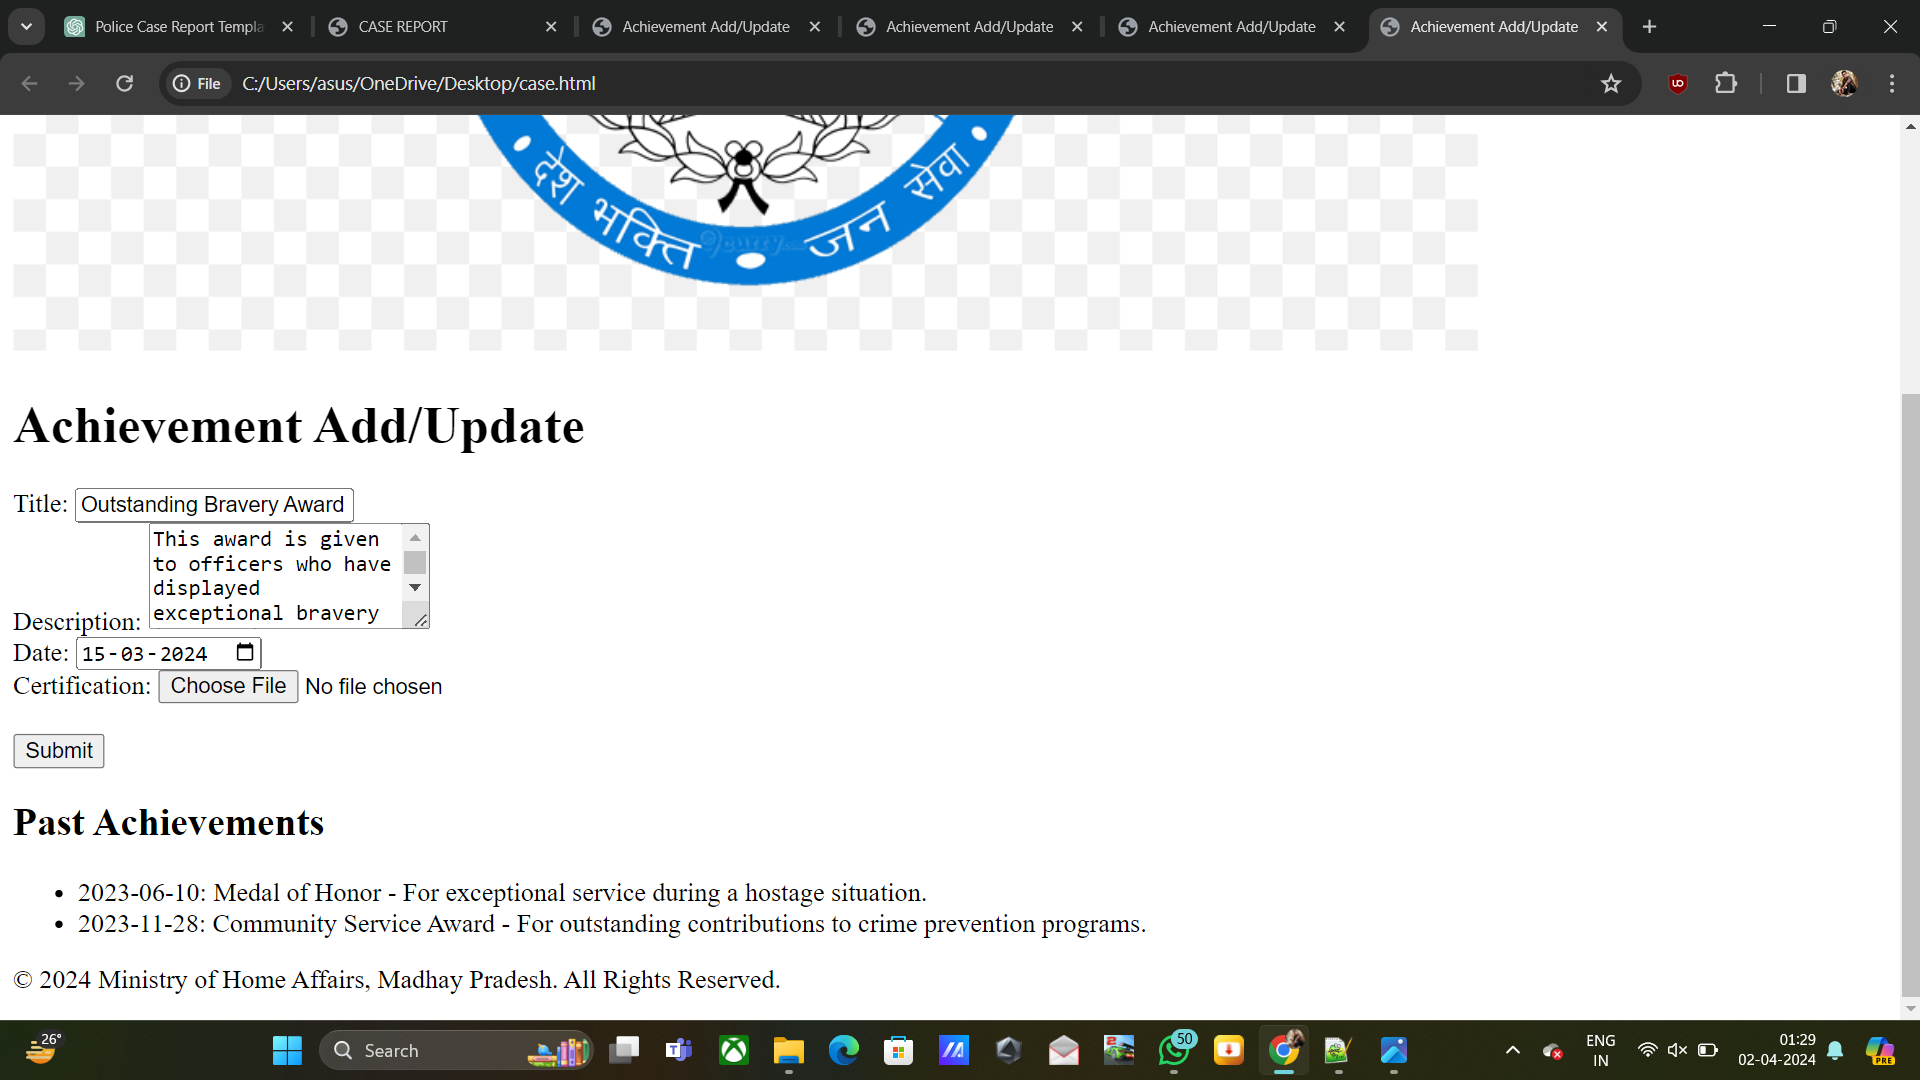 Police Case Report Templa
CASE REPORT
Achievement Add/Update
Achievement Add/Update
Achievement Add/Update
Achievement Add/Update
File
C:/Users/asus/OneDrive/Desktop/case.html
देश भक्ति जन सेवा
Achievement Add/Update
Title: Outstanding Bravery Award
This award is given
to officers who have
displayed
exceptional bravery
Description:
Date: 15-03-2024
Certification: Choose File No file chosen
Submit
Past Achievements
• 2023-06-10: Medal of Honor - For exceptional service during a hostage situation.
• 2023-11-28: Community Service Award - For outstanding contributions to crime prevention programs.
© 2024 Ministry of Home Affairs, Madhay Pradesh. All Rights Reserved.
26°
Search
50
ENG
IN
01:29
02-04-2024
PRE